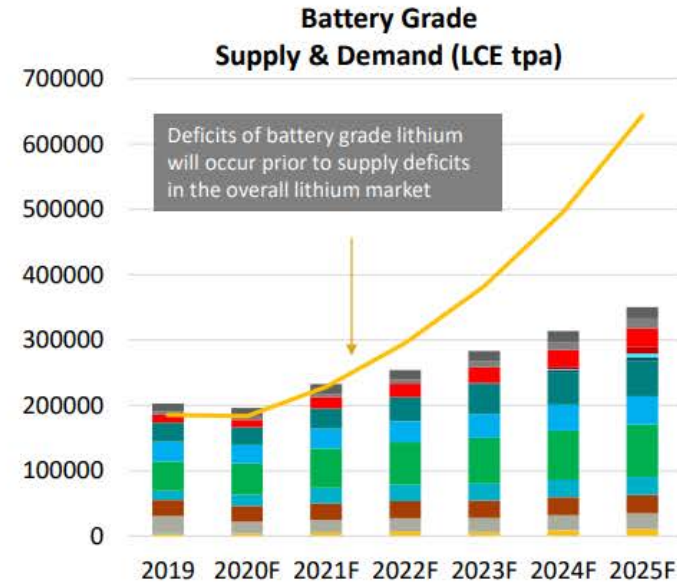 Battery Grade
Supply & Demand (LCE tpa)
700000
600000
500000
400000
300000
200000
100000
0
Deficits of battery grade lithium
will occur prior to supply deficits
in the overall lithium market
2019 2020F 2021F 2022F 2023F 2024F 2025F